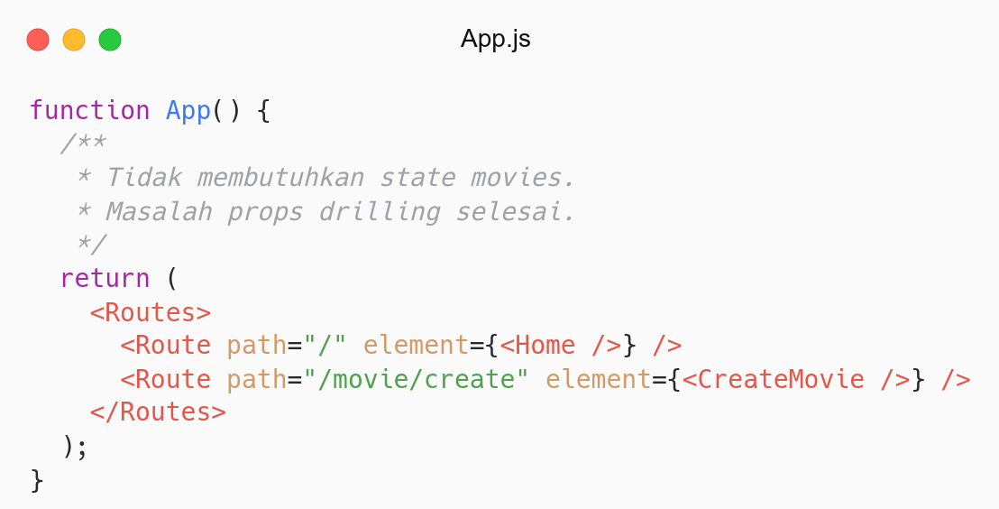 App.js
function App() {
  /**
   * Tidak membutuhkan state movies.
   * Masalah props drilling selesai.
   */
  return (
    <Routes>
      <Route path="/" element={<Home />} />
      <Route path="/movie/create" element={<CreateMovie />} />
    </Routes>
  );
}